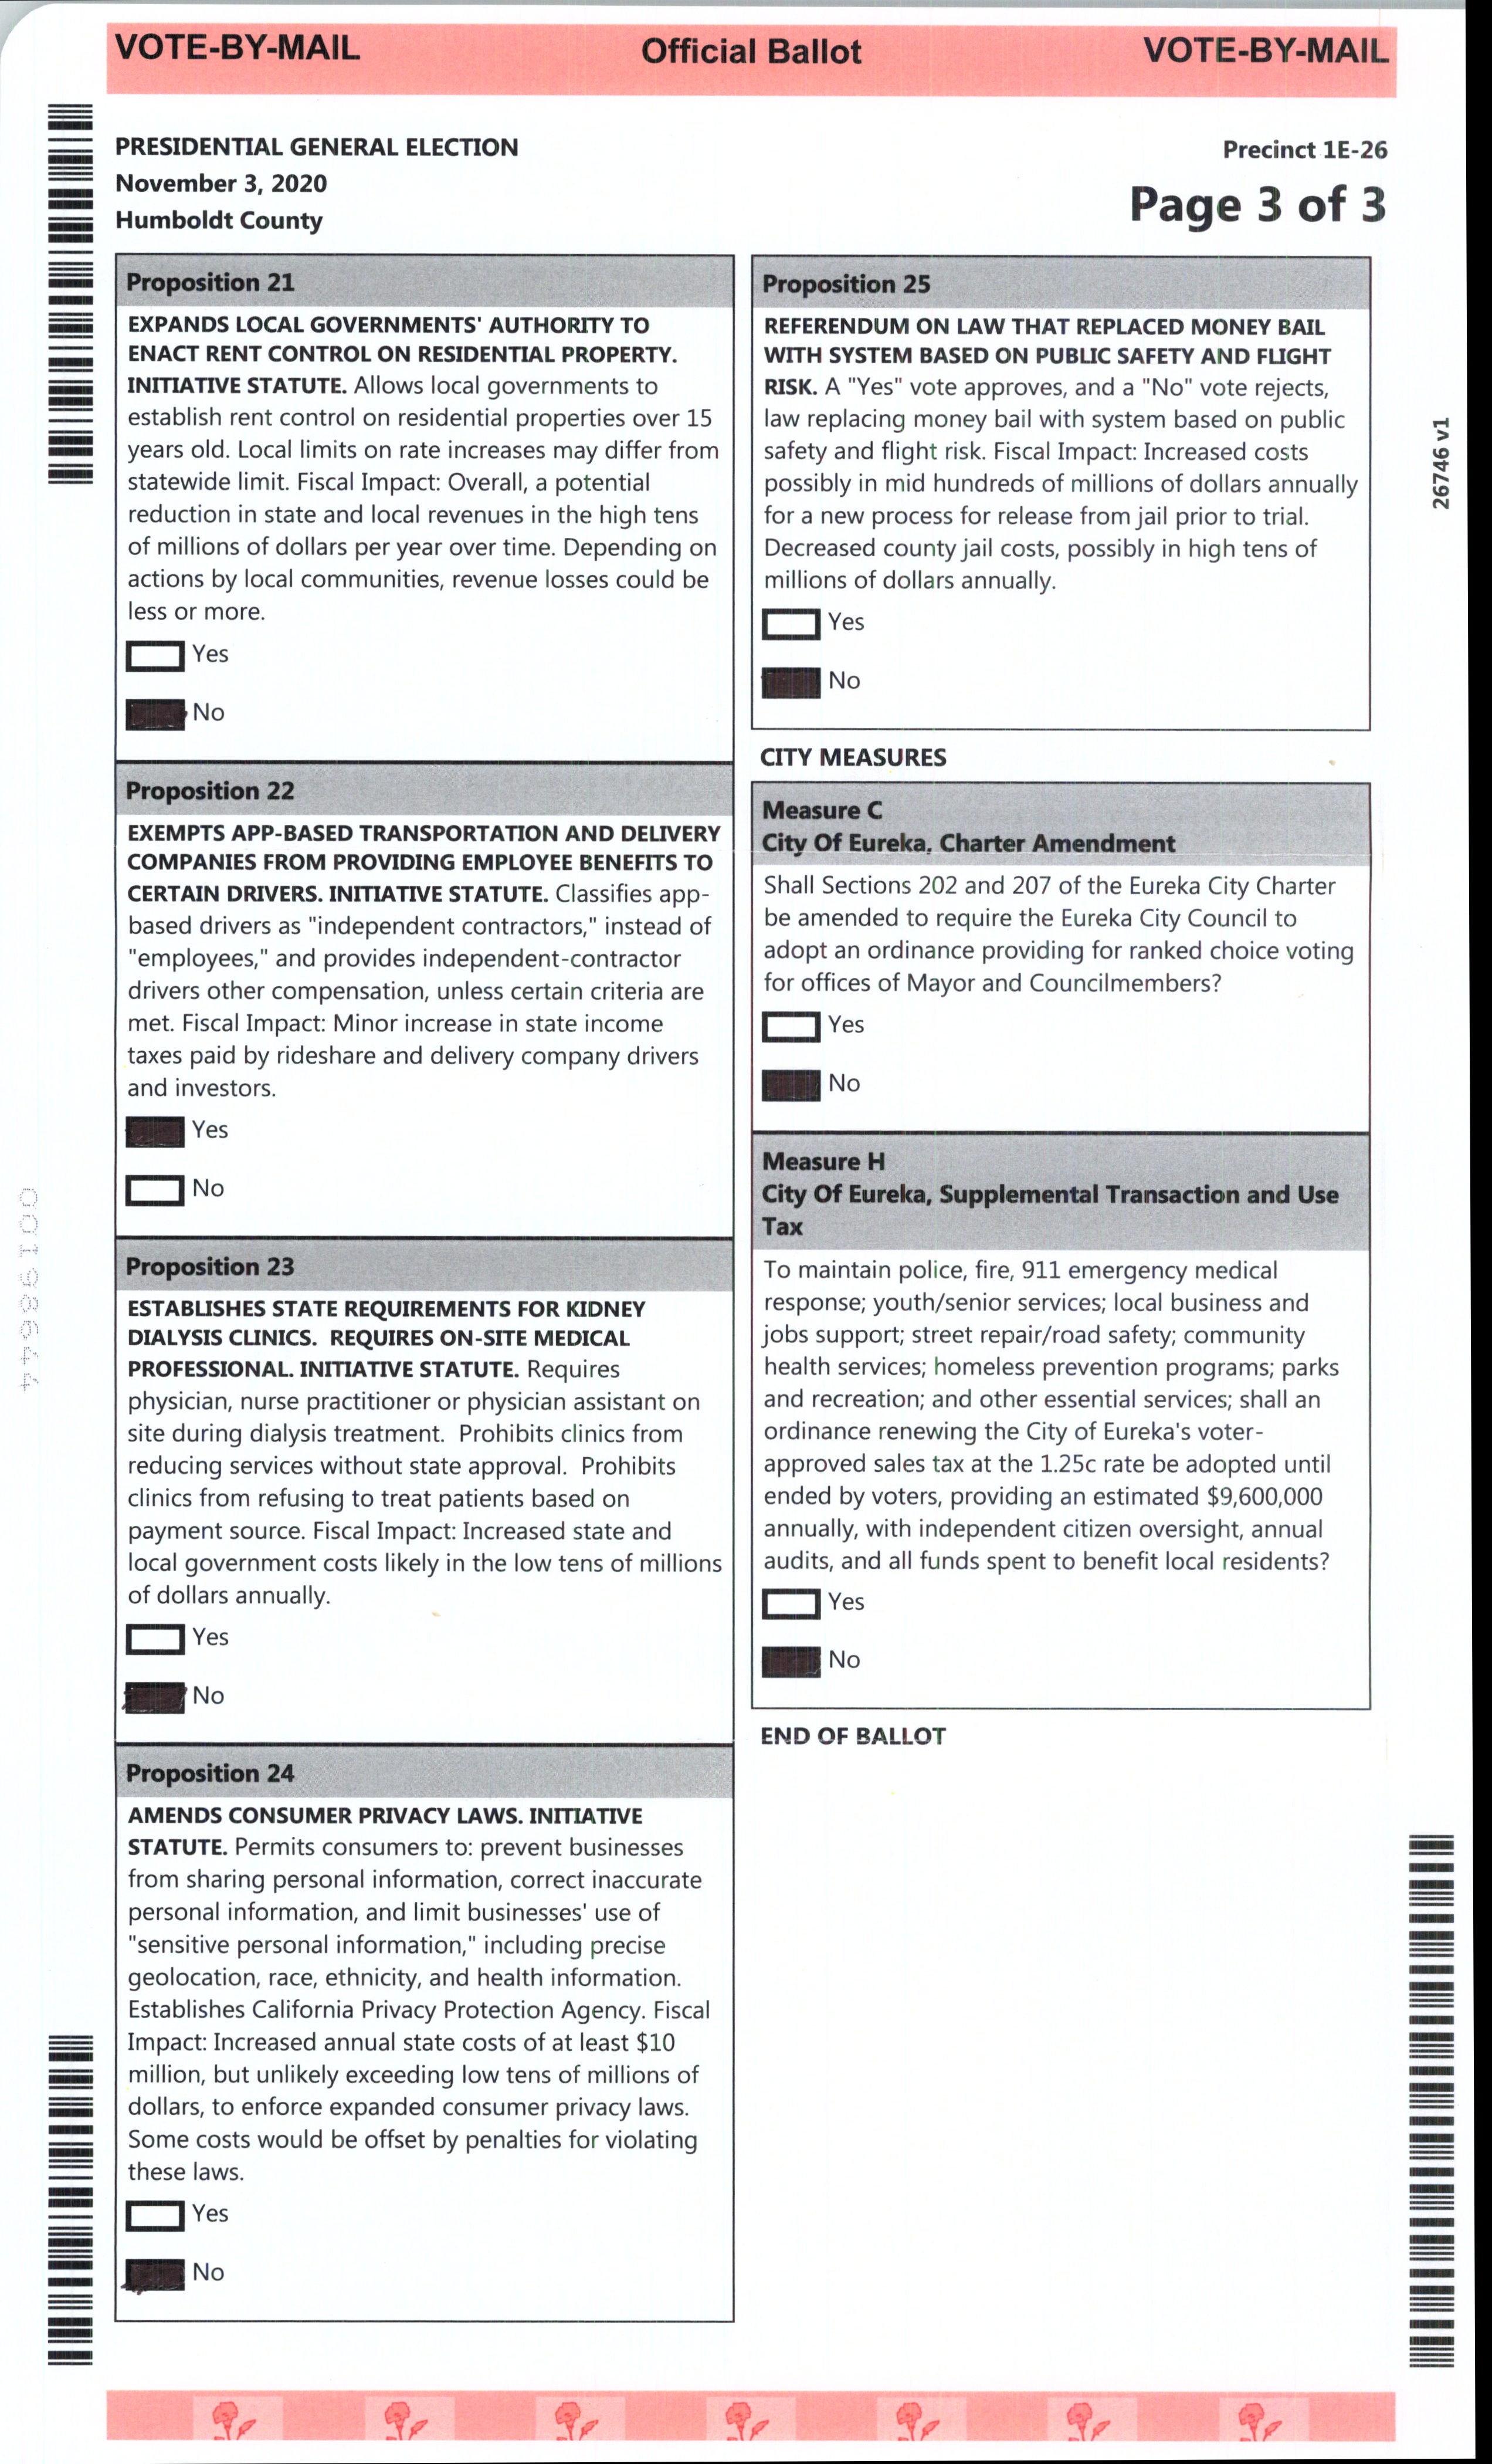 VOTE-BY-MAIL Official Ballot VOTE-BY-MAIL
PRESIDENTIAL GENERAL ELECTION
November 3, 2020
Humboldt County
Precinct 1E-26
Page 3 of 3
Proposition 21
EXPANDS LOCAL GOVERNMENTS' AUTHORITY TO
ENACT RENT CONTROL ON RESIDENTIAL PROPERTY.
INITIATIVE STATUTE. Allows local governments to
establish rent control on residential properties over 15
years old. Local limits on rate increases may differ from
statewide limit. Fiscal Impact: Overall, a potential
reduction in state and local revenues in the high tens
of millions of dollars per year over time. Depending on
actions by local communities, revenue losses could be
less or more.
Yes
No
Proposition 22
EXEMPTS APP-BASED TRANSPORTATION AND DELIVERY
COMPANIES FROM PROVIDING EMPLOYEE BENEFITS TO
CERTAIN DRIVERS. INITIATIVE STATUTE. Classifies app-
based drivers as "independent contractors," instead of
"employees," and provides independent-contractor
drivers other compensation, unless certain criteria are
met. Fiscal Impact: Minor increase in state income
taxes paid by rideshare and delivery company drivers
and investors.
Yes
No
Proposition 23
ESTABLISHES STATE REQUIREMENTS FOR KIDNEY
DIALYSIS CLINICS. REQUIRES ON-SITE MEDICAL
PROFESSIONAL. INITIATIVE STATUTE. Requires
physician, nurse practitioner or physician assistant on
site during dialysis treatment. Prohibits clinics from
reducing services without state approval. Prohibits
clinics from refusing to treat patients based on
payment source. Fiscal Impact: Increased state and
local government costs likely in the low tens of millions
of dollars annually.
Yes
No
Proposition 24
AMENDS CONSUMER PRIVACY LAWS. INITIATIVE
STATUTE. Permits consumers to: prevent businesses
from sharing personal information, correct inaccurate
personal information, and limit businesses' use of
"sensitive personal information," including precise
geolocation, race, ethnicity, and health information.
Establishes California Privacy Protection Agency. Fiscal
Impact: Increased annual state costs of at least $10
million, but unlikely exceeding low tens of millions of
dollars, to enforce expanded consumer privacy laws.
Some costs would be offset by penalties for violating
these laws.
Yes
No
Proposition 25
REFERENDUM ON LAW THAT REPLACED MONEY BAIL
WITH SYSTEM BASED ON PUBLIC SAFETY AND FLIGHT
RISK. A "Yes" vote approves, and a "No" vote rejects,
law replacing money bail with system based on public
safety and flight risk. Fiscal Impact: Increased costs
possibly in mid hundreds of millions of dollars annually
for a new process for release from jail prior to trial.
Decreased county jail costs, possibly in high tens of
millions of dollars annually.
Yes
No
CITY MEASURES
Measure C
City Of Eureka, Charter Amendment
Shall Sections 202 and 207 of the Eureka City Charter
be amended to require the Eureka City Council to
adopt an ordinance providing for ranked choice voting
for offices of Mayor and Councilmembers?
Yes
No
Measure H
City Of Eureka, Supplemental Transaction and Use
Tax
To maintain police, fire, 911 emergency medical
response; youth/senior services; local business and
jobs support; street repair/road safety; community
health services; homeless prevention programs; parks
and recreation; and other essential services; shall an
ordinance renewing the City of Eureka's voter-
approved sales tax at the 1.25c rate be adopted until
ended by voters, providing an estimated $9,600,000
annually, with independent citizen oversight, annual
audits, and all funds spent to benefit local residents?
Yes
No
END OF BALLOT
26746 v1